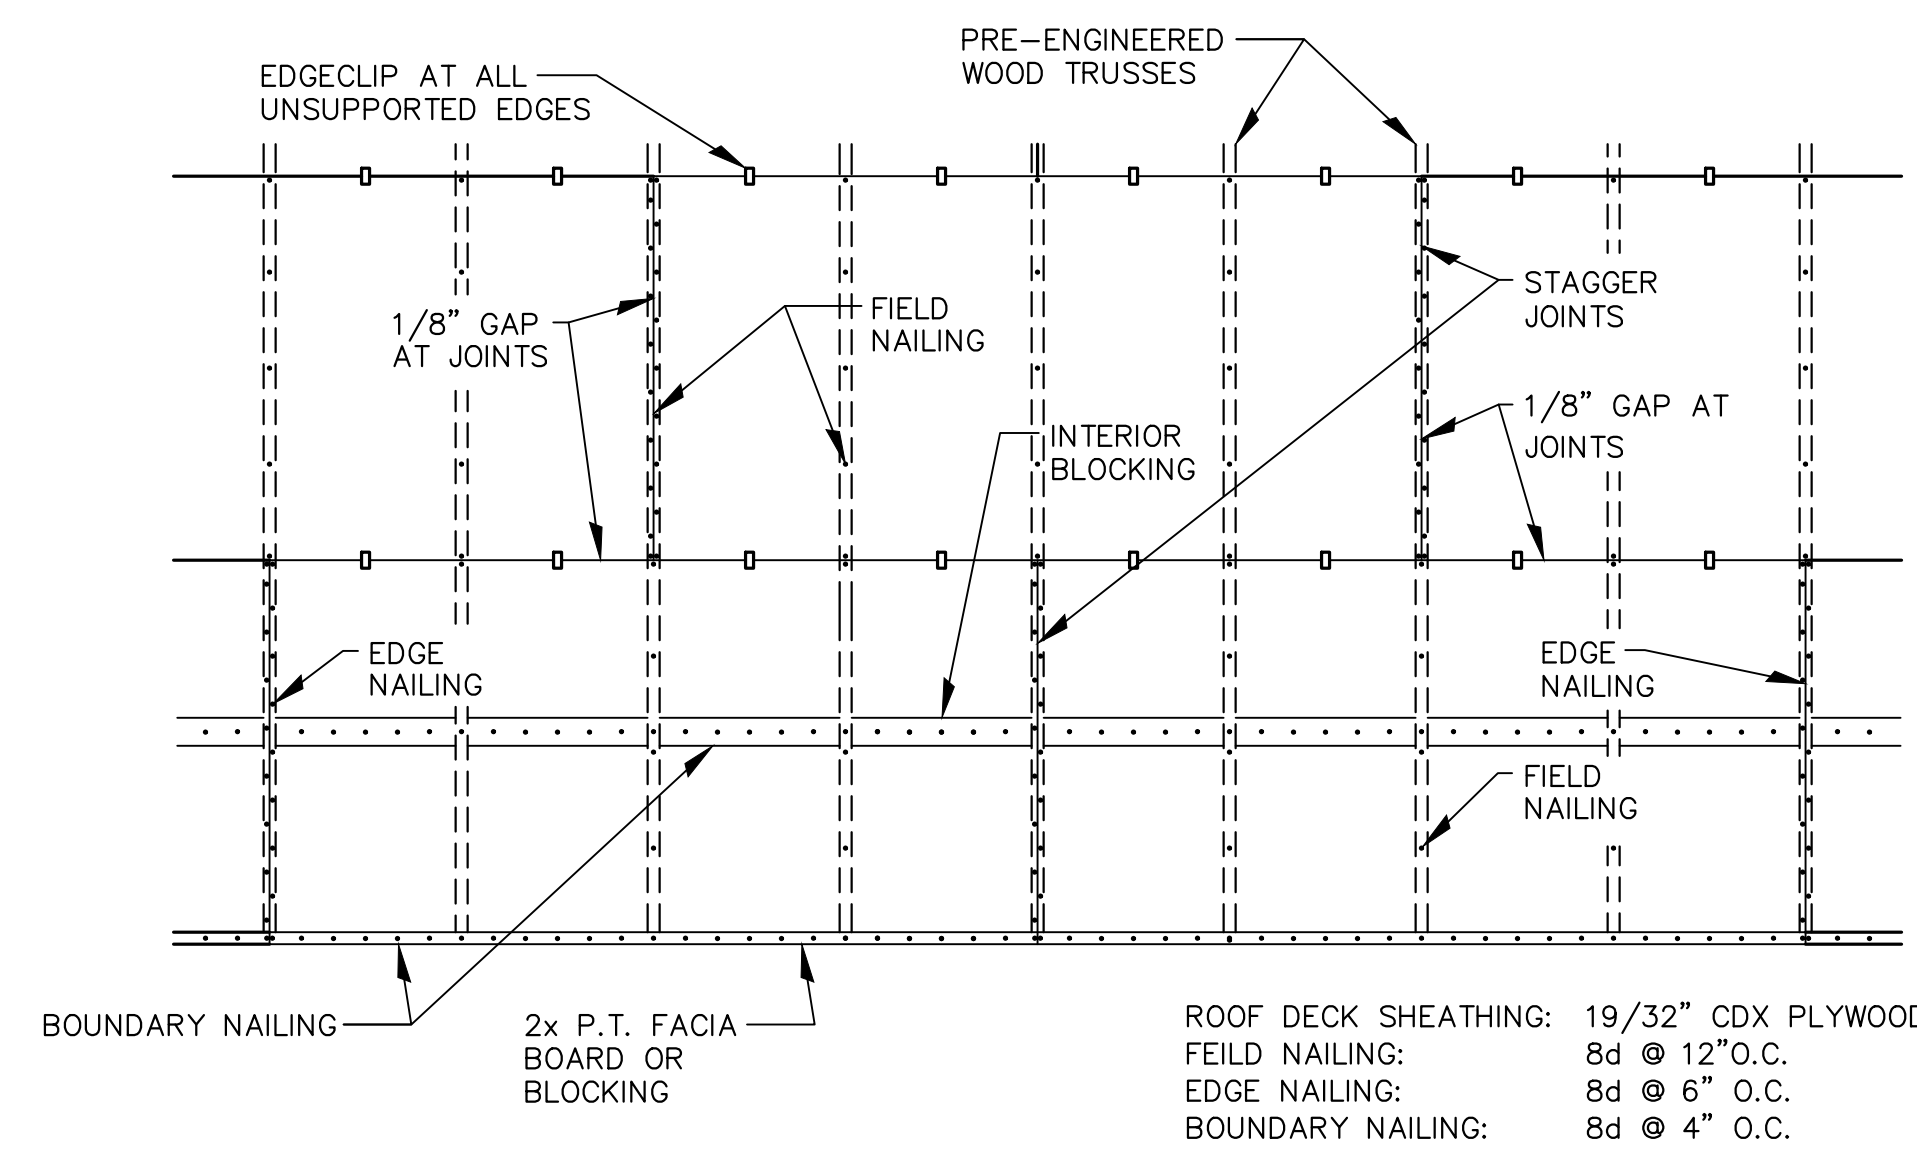 PRE-ENGINEERED
WOOD TRUSSES
EDGECLIP AT ALL
UNSUPPORTED EDGES
STAGGER
JOINTS
1/8" GAP
AT JOINTS
FIELD
NAILING
1/8" GAP AT
JOINTS
INTERIOR
BLOCKING
EDGE
NAILING
EDGE
NAILING
FIELD
NAILING
BOUNDARY NAILING
2x P.T. FACIA
BOARD OR
BLOCKING
ROOF DECK SHEATHING: 19/32" CDX PLYWOOD
FEILD NAILING: 8d @ 12"O.C.
EDGE NAILING: 8d @ 6" O.C.
BOUNDARY NAILING: 8d @ 4" O.C.